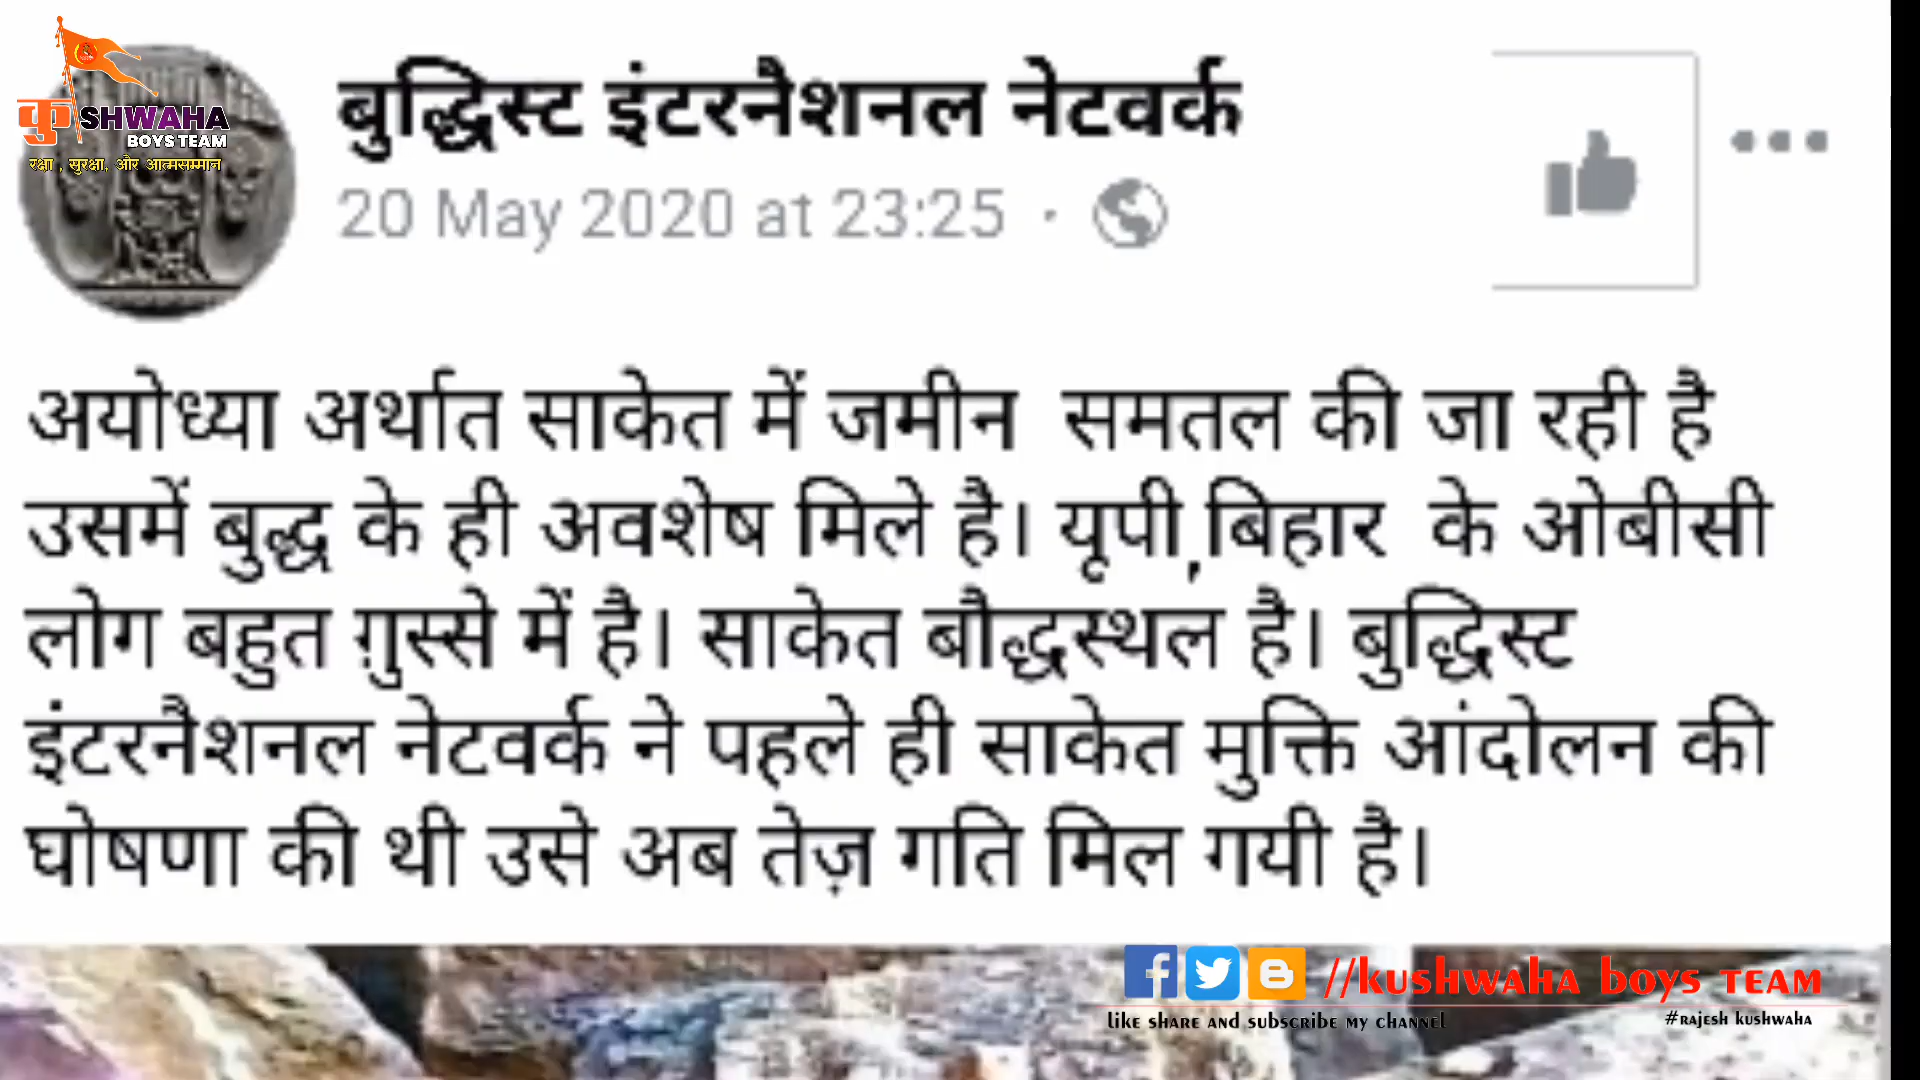 कुSHWAHA
BOYS TEAM
रक्षा , सुरक्षा, और आत्मसम्मान
बुद्धिस्ट इंटरनैशनल नेटवर्क
20 May 2020 at 23:25
अयोध्या अर्थात साकेत में जमीन समतल की जा रही है
उसमें बुद्ध के ही अवशेष मिले है। यूपी,बिहार के ओबीसी
लोग बहुत ग़ुस्से में है। साकेत बौद्धस्थल है। बुद्धिस्ट
इंटरनैशनल नेटवर्क ने पहले ही साकेत मुक्ति आंदोलन की
घोषणा की थी उसे अब तेज़ गति मिल गयी है।
//kushwaha boys TEAM
like share and subscribe my channel
#rajesh kushwaha